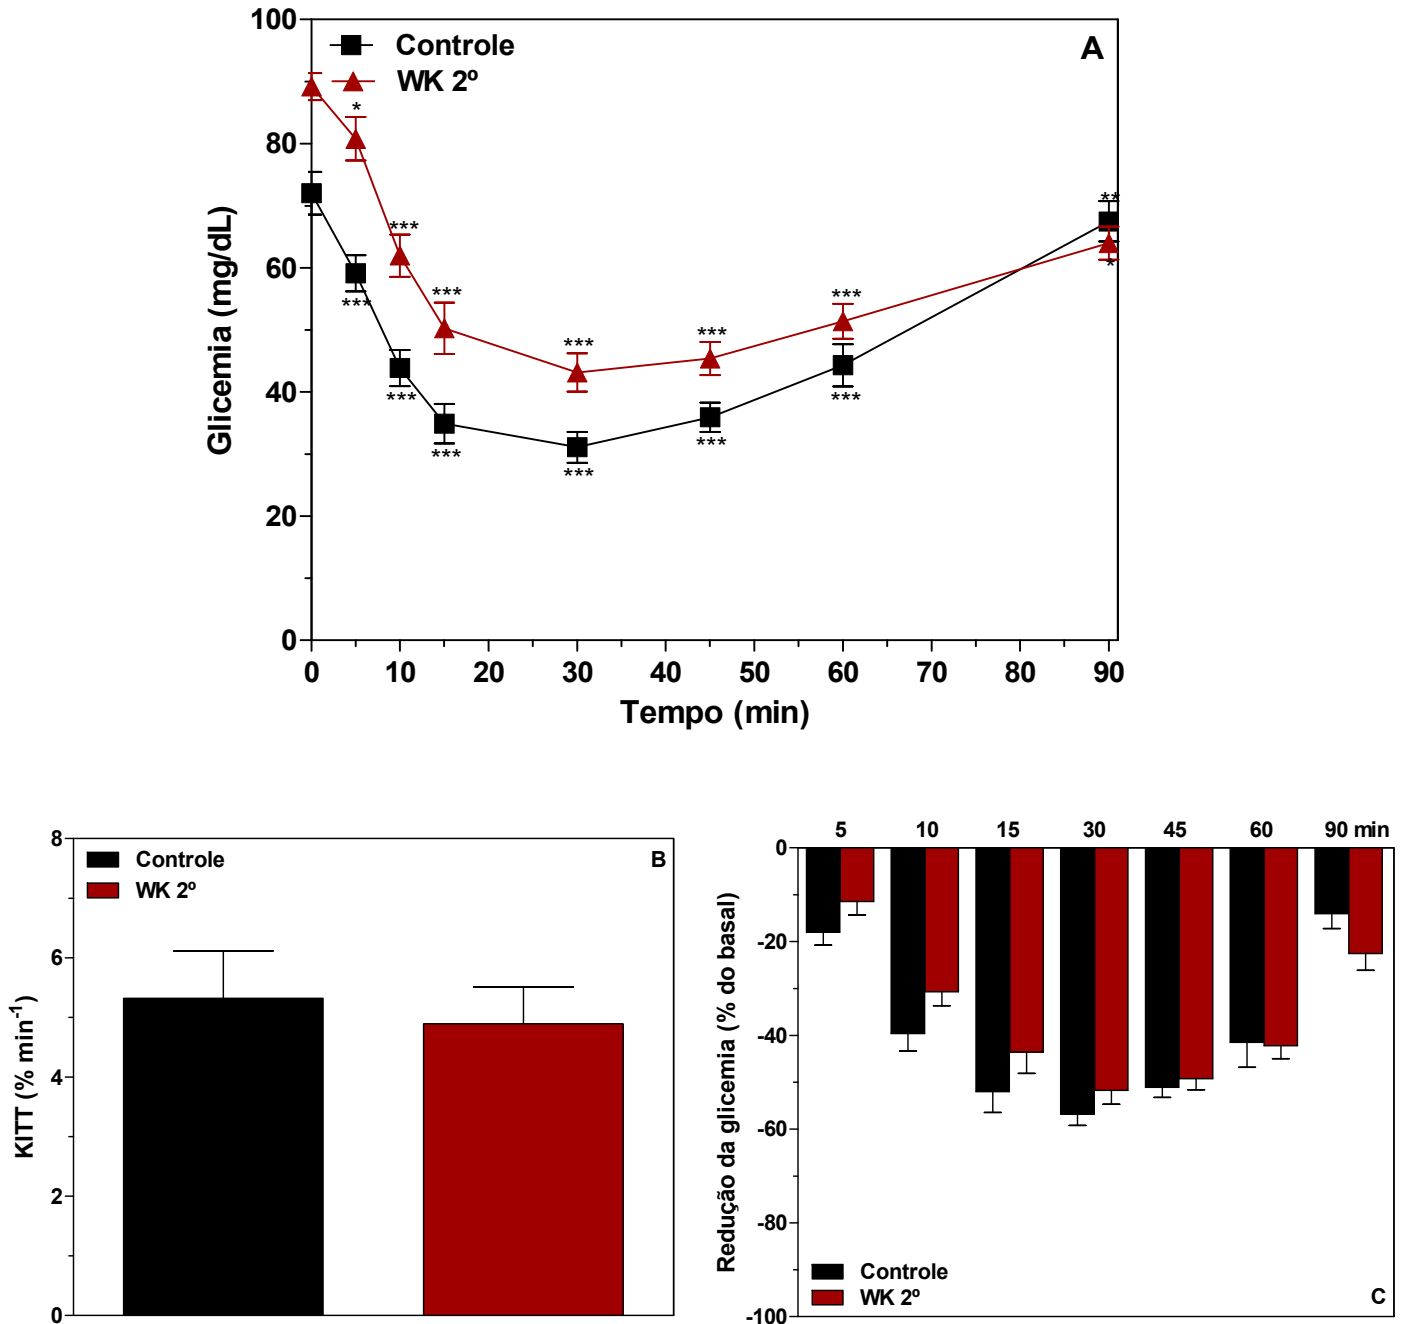 100
Controle
A
WK 2º
*
80
**
***
***
60
***
***
***
***
*
40
***
***
***
***
***
20
0
0 10 20 30 40 50 60 70 80 90
Glicemia (mg/dL)
Tempo (min)
8
Controle
B
WK 2º
6
4
2
0
KITT (% min-1)
5 10 15 30 45 60 90 min
0
-20
-40
-60
-80
-100
Redução da glicemia (% do basal)
Controle
WK 2º
C